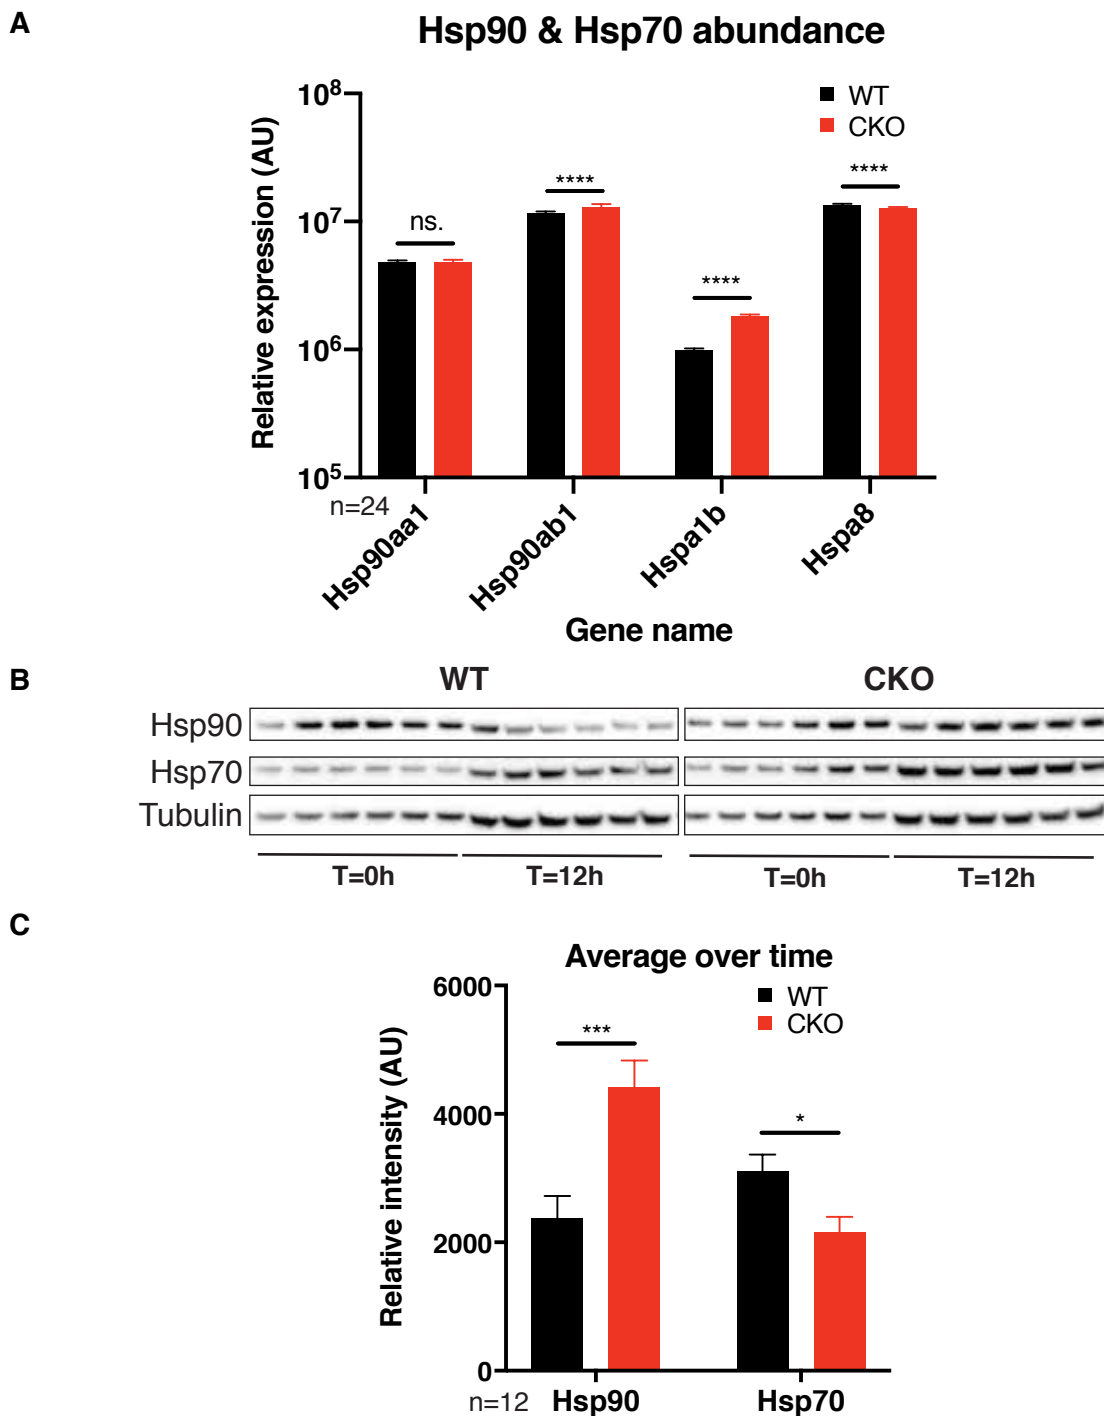 A
Hsp90 & Hsp70 abundance
10⁸
10⁷
10⁶
10⁵
Relative expression (AU)
WT
CKO
ns.
****
****
****
n=24
Hsp90aa1
Hsp90ab1
Hspa1b
Hspa8
Gene name
B
WT
CKO
Hsp90
Hsp70
Tubulin
T=0h
T=12h
T=0h
T=12h
C
Average over time
6000
4000
2000
0
Relative intensity (AU)
WT
CKO
***
*
n=12
Hsp90
Hsp70